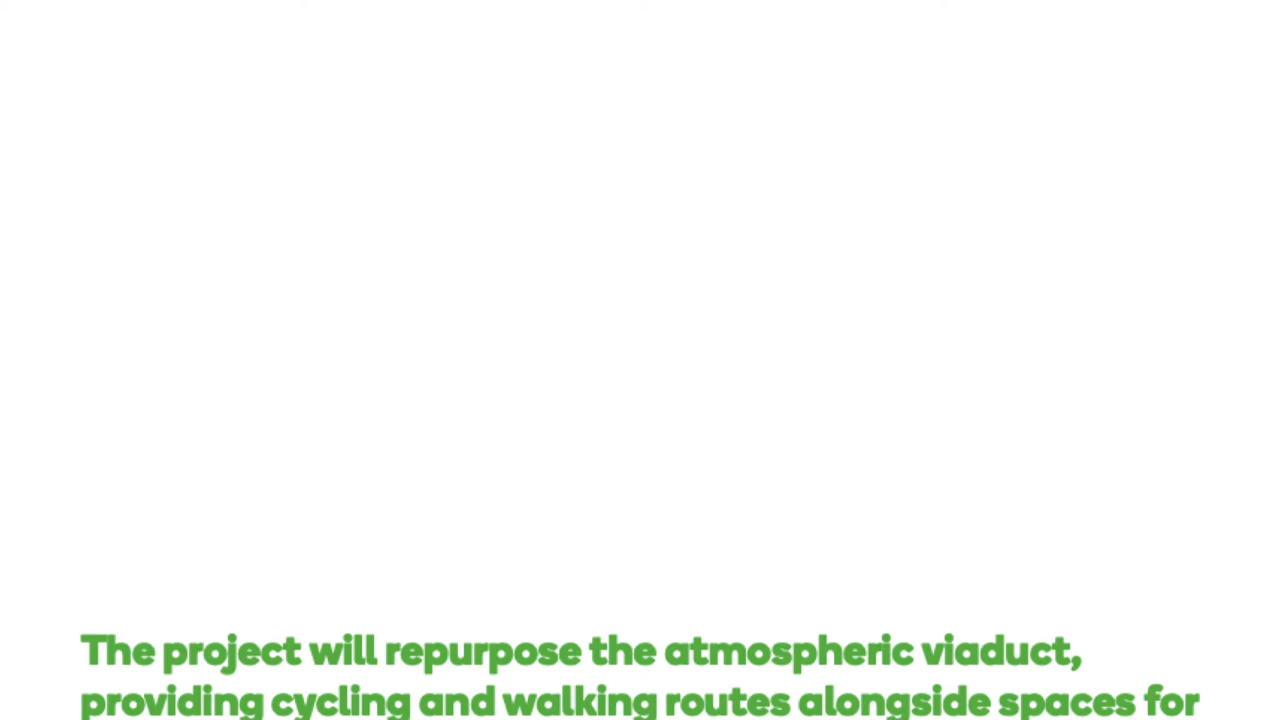 The project will repurpose the atmospheric viaduct,
providing cycling and walking routes alongside spaces for